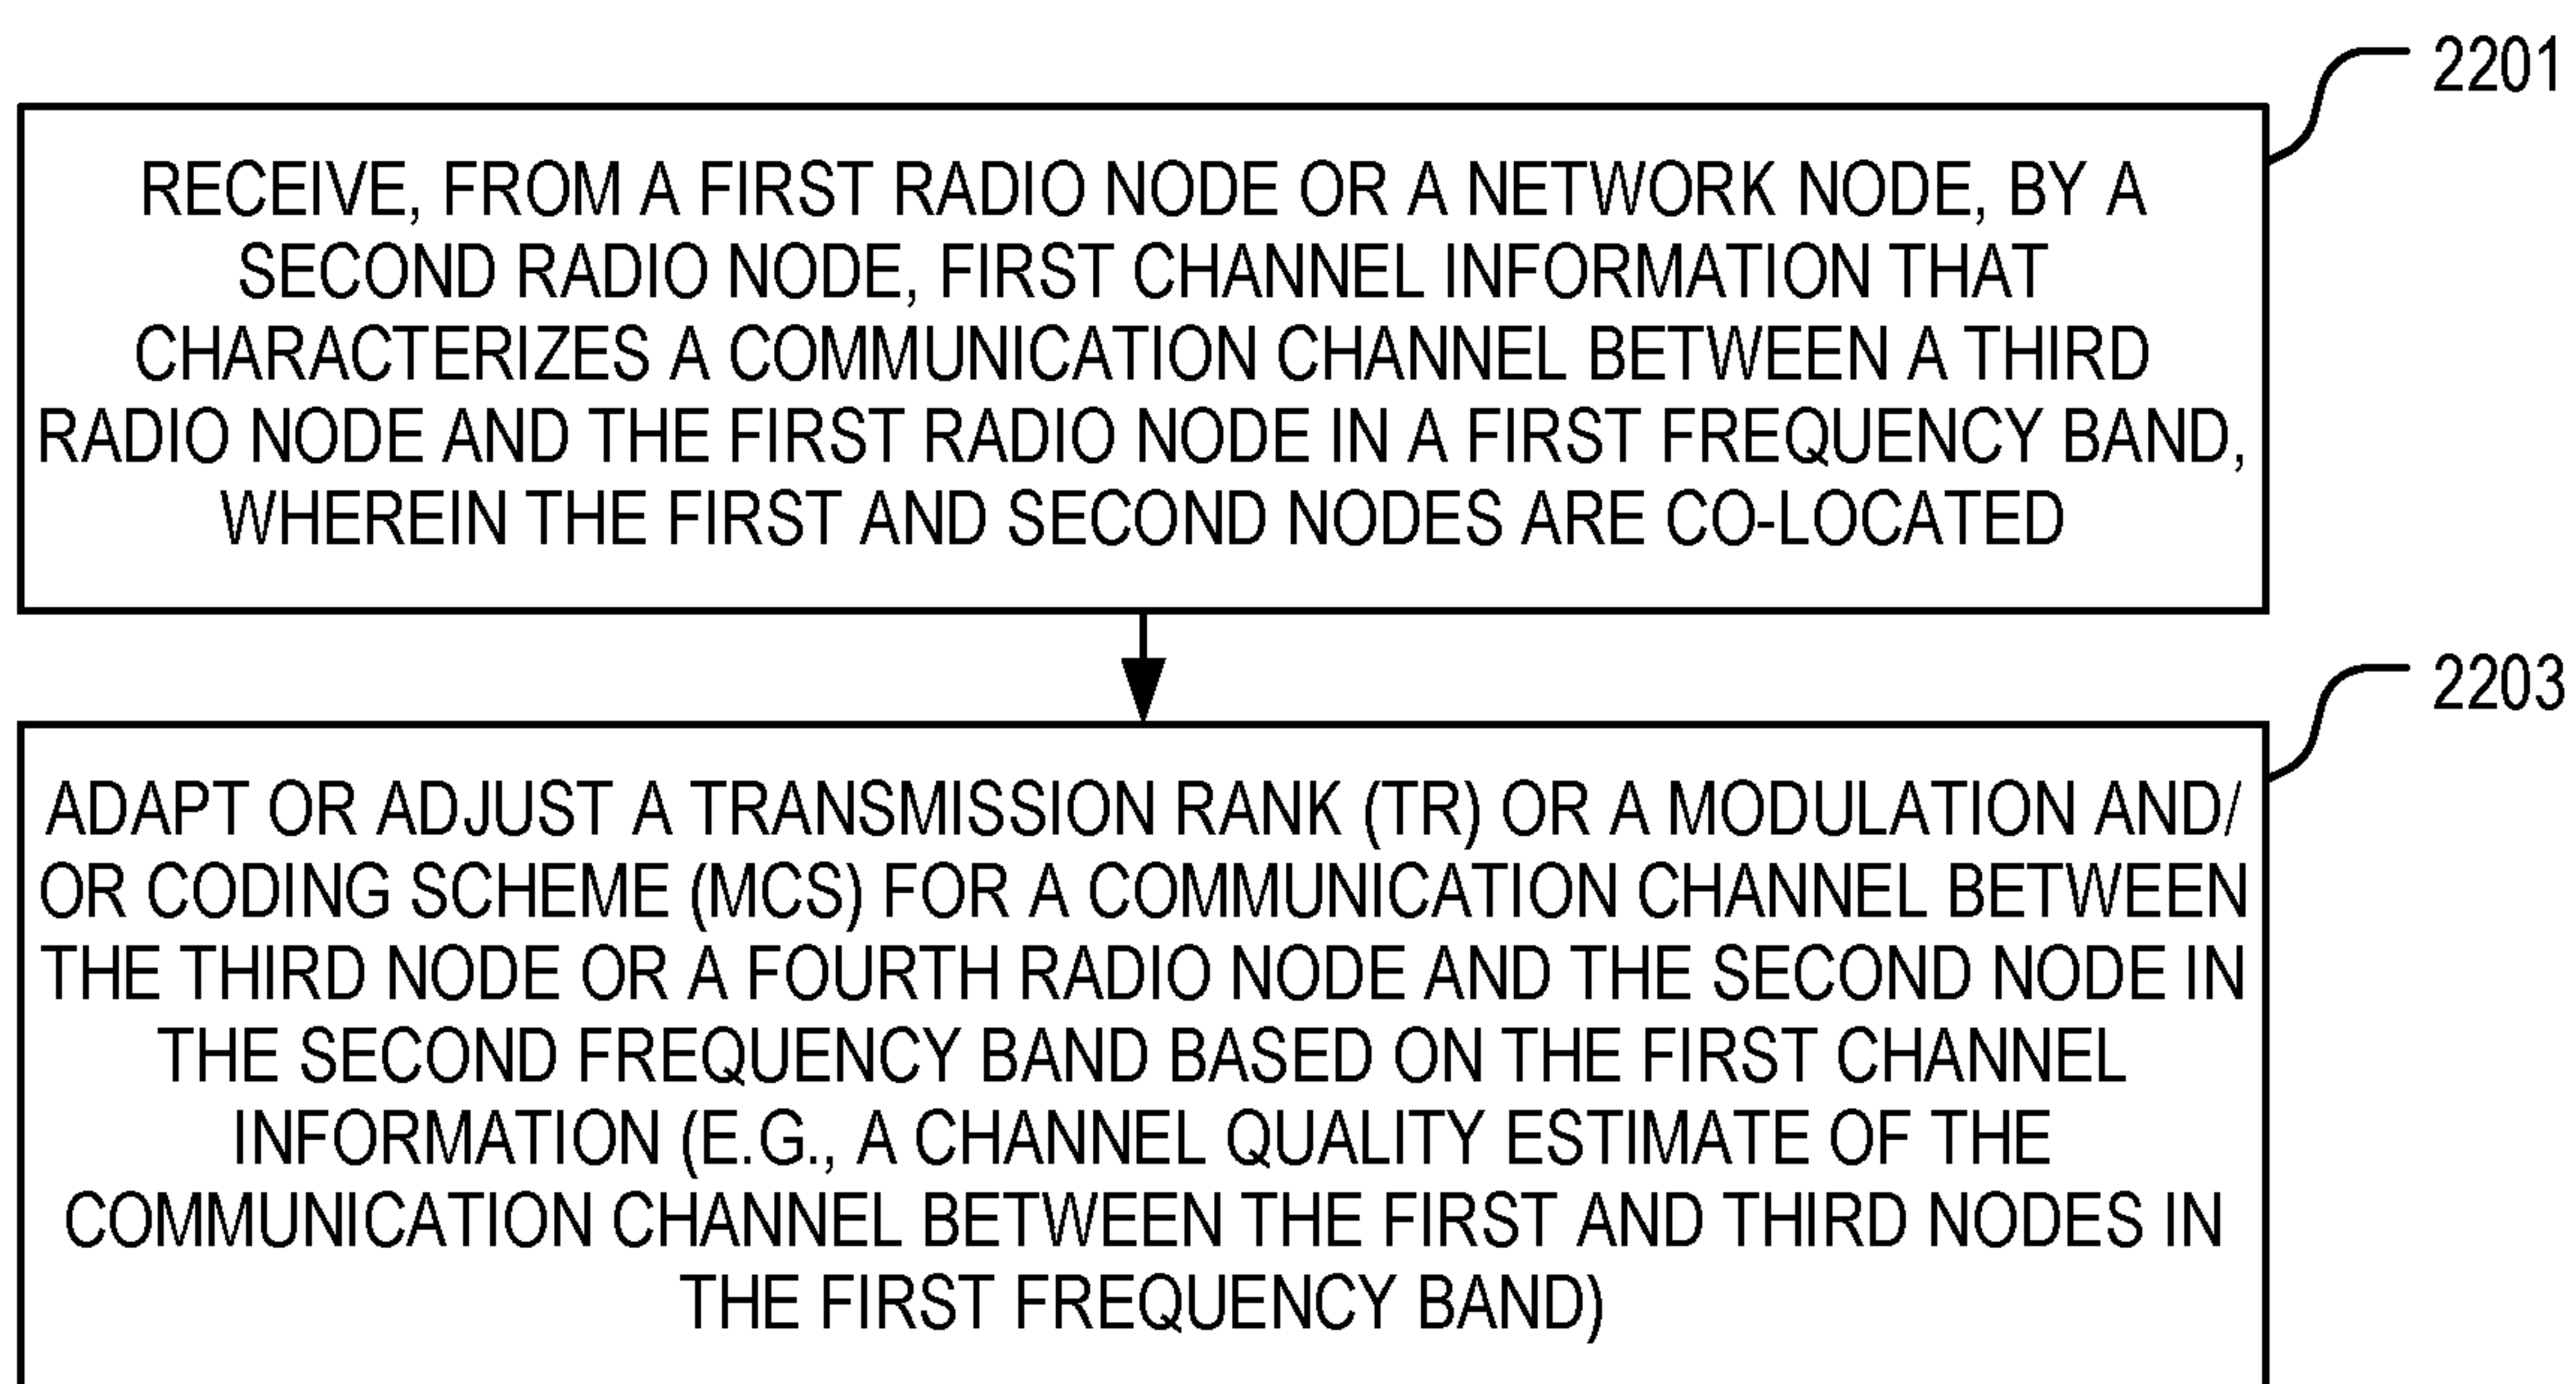 2201
RECEIVE, FROM A FIRST RADIO NODE OR A NETWORK NODE, BY A
SECOND RADIO NODE, FIRST CHANNEL INFORMATION THAT
CHARACTERIZES A COMMUNICATION CHANNEL BETWEEN A THIRD
RADIO NODE AND THE FIRST RADIO NODE IN A FIRST FREQUENCY BAND,
WHEREIN THE FIRST AND SECOND NODES ARE CO-LOCATED
2203
ADAPT OR ADJUST A TRANSMISSION RANK (TR) OR A MODULATION AND/
OR CODING SCHEME (MCS) FOR A COMMUNICATION CHANNEL BETWEEN
THE THIRD NODE OR A FOURTH RADIO NODE AND THE SECOND NODE IN
THE SECOND FREQUENCY BAND BASED ON THE FIRST CHANNEL
INFORMATION (E.G., A CHANNEL QUALITY ESTIMATE OF THE
COMMUNICATION CHANNEL BETWEEN THE FIRST AND THIRD NODES IN
THE FIRST FREQUENCY BAND)